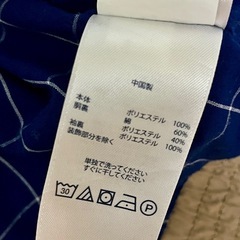 中国製
本体 ポリエステル 100%
胴裏 綿 60%
ポリエステル 40%
袖裏 ポリエステル 100%
装飾部分を除く
単独で洗ってください
すぐに干してください
30 P